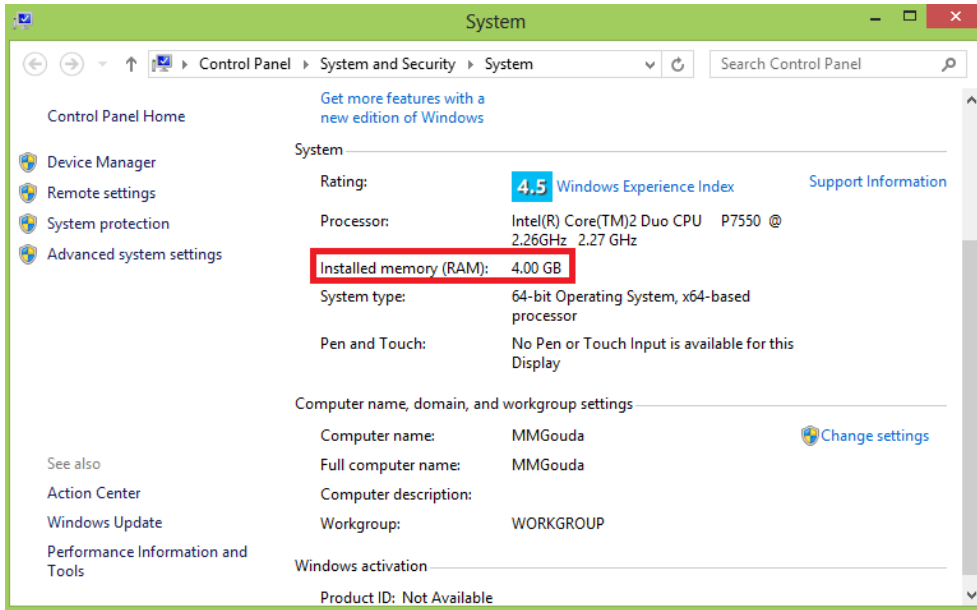 System
Control Panel System and Security System
Search Control Panel
Control Panel Home
Device Manager
Remote settings
System protection
Advanced system settings
See also
Action Center
Windows Update
Performance Information and
Tools
Get more features with a
new edition of Windows
System
Rating: 4.5 Windows Experience Index Support Information
Processor: Intel(R) Core(TM)2 Duo CPU P7550 @
2.26GHz 2.27 GHz
Installed memory (RAM): 4.00 GB
System type: 64-bit Operating System, x64-based
processor
Pen and Touch: No Pen or Touch Input is available for this
Display
Computer name, domain, and workgroup settings
Computer name: MMGouda Change settings
Full computer name: MMGouda
Computer description:
Workgroup: WORKGROUP
Windows activation
Product ID: Not Available